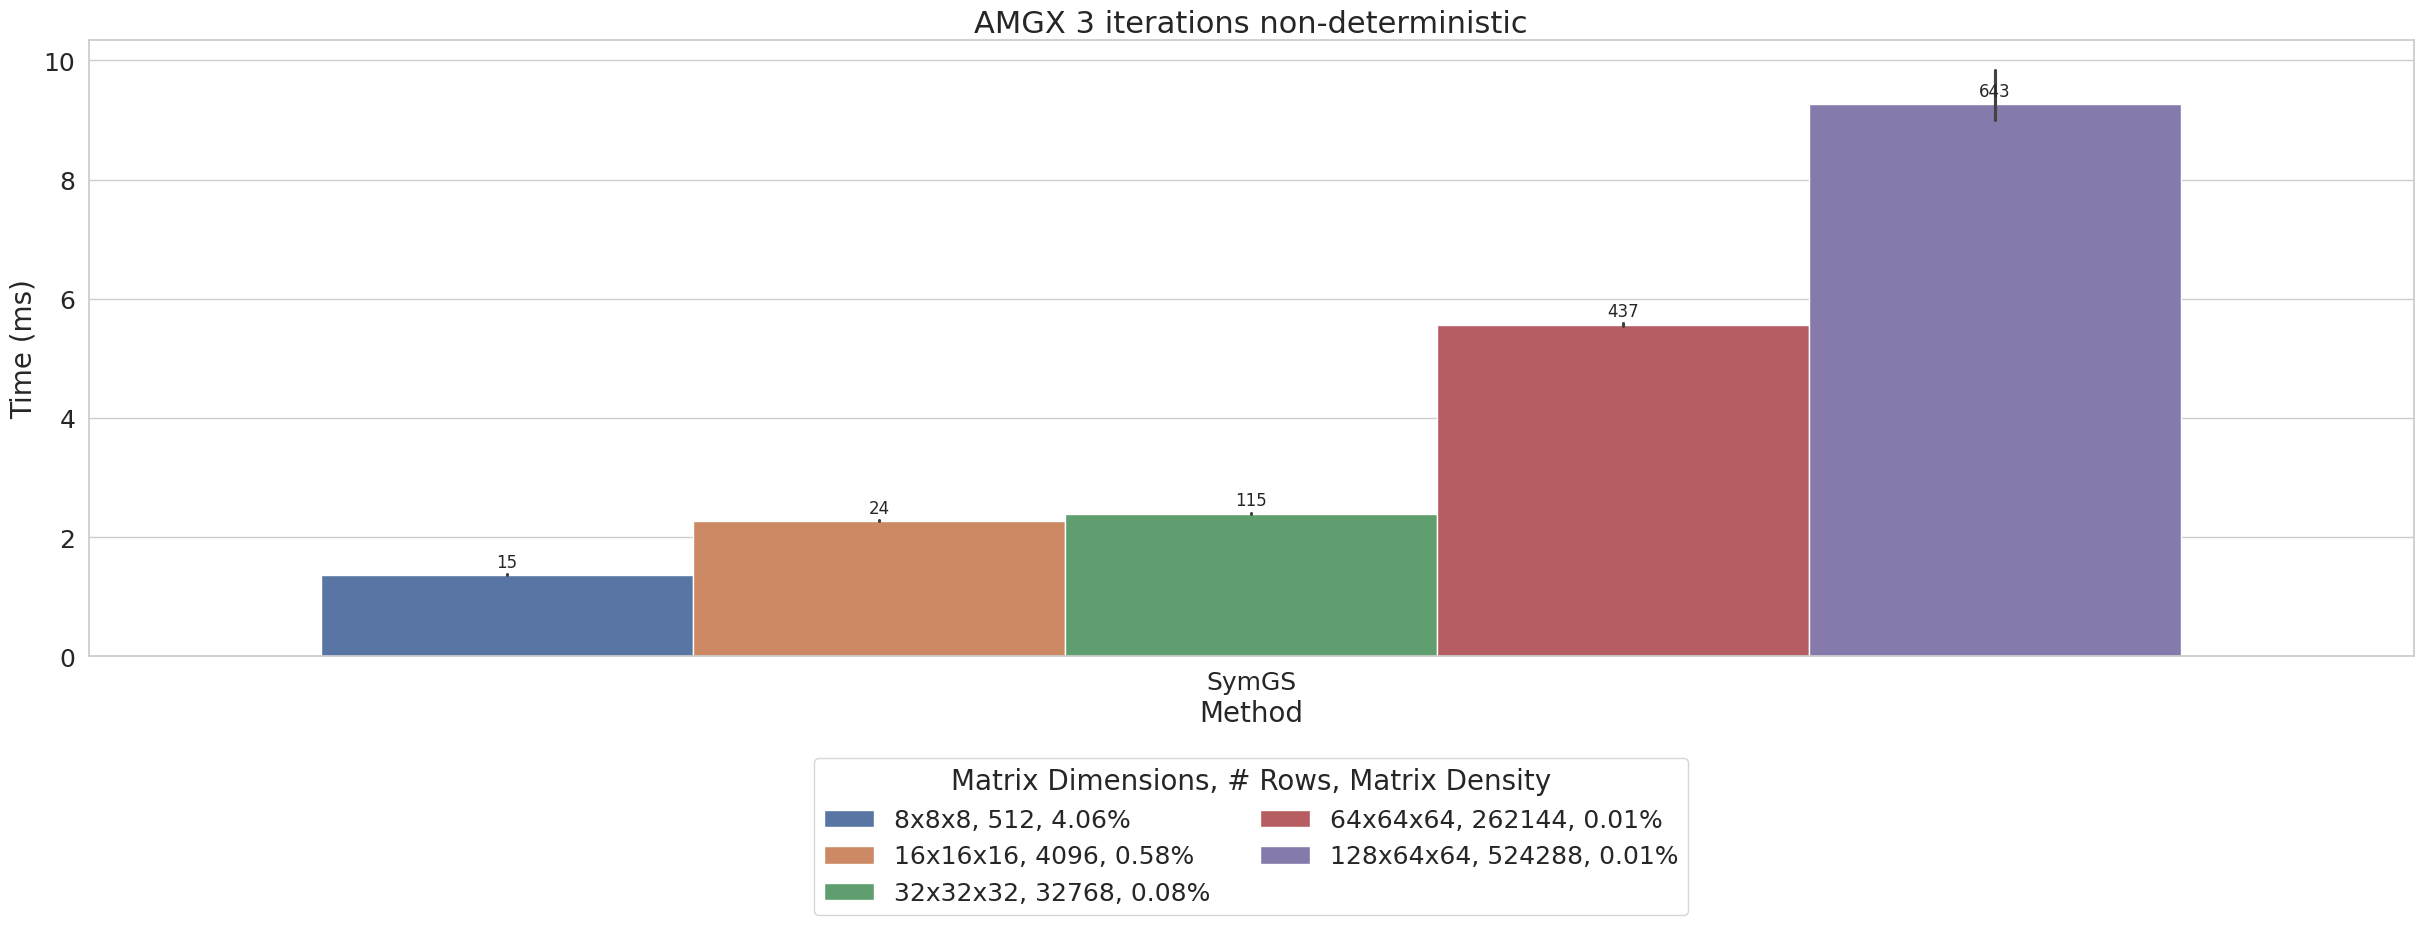 AMGX 3 iterations non-deterministic
Time (ms)
10
8
6
4
2
0
15
24
115
437
643
SymGS
Method
Matrix Dimensions, # Rows, Matrix Density
8x8x8, 512, 4.06%
16x16x16, 4096, 0.58%
32x32x32, 32768, 0.08%
64x64x64, 262144, 0.01%
128x64x64, 524288, 0.01%